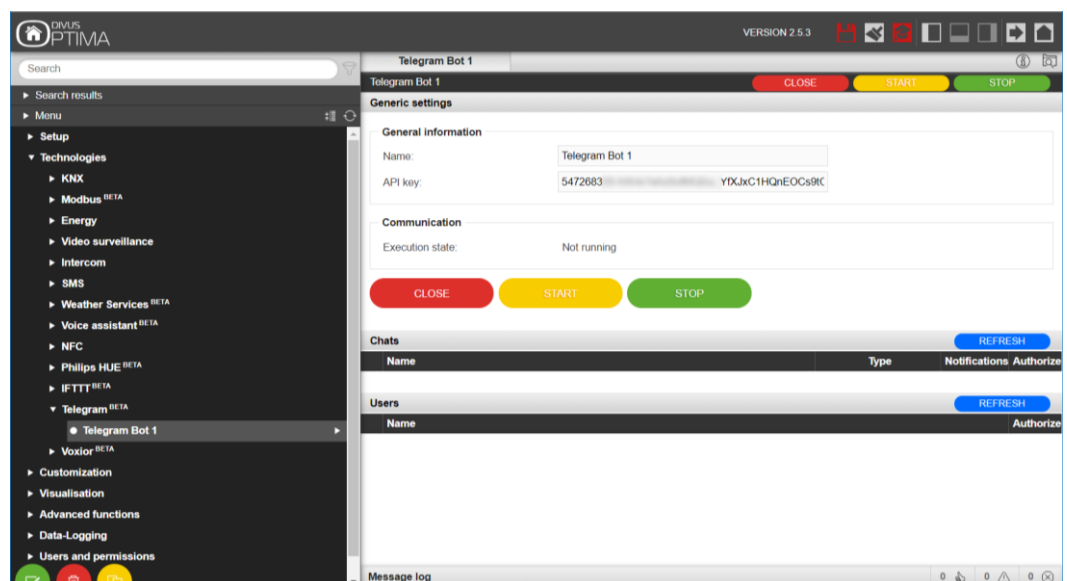 DIVUS
OPTIMA
VERSION 2.5.3
Search
Search results
Menu
Setup
Technologies
KNX
Modbus BETA
Energy
Video surveillance
Intercom
SMS
Weather Services BETA
Voice assistant BETA
NFC
Philips HUE BETA
IFTTT BETA
Telegram BETA
Telegram Bot 1
Voxior BETA
Customization
Visualisation
Advanced functions
Data-Logging
Users and permissions
Telegram Bot 1
Telegram Bot 1 CLOSE START STOP
Generic settings
General information
Name: Telegram Bot 1
API key: 5472683 YfXJxC1HQnEOCs9tC
Communication
Execution state: Not running
CLOSE START STOP
Chats REFRESH
Name Type Notifications Authorize
Users REFRESH
Name Authorize
Message log 0 0 0